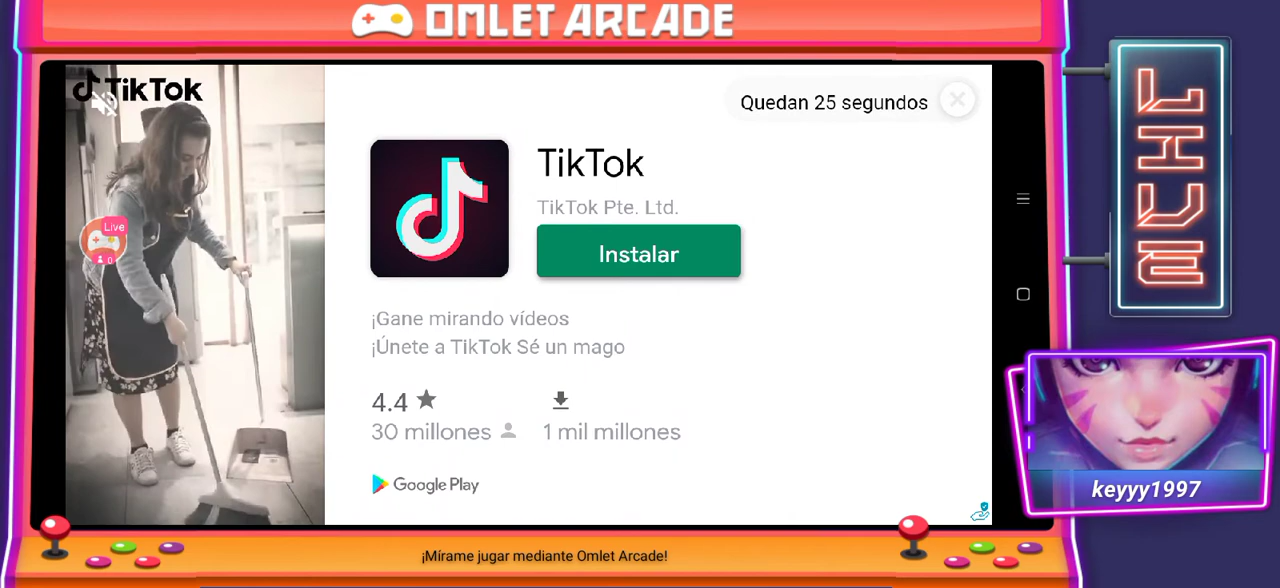 OMLET ARCADE
TikTok
Quedan 25 segundos
TikTok
TikTok Pte. Ltd.
Instalar
Live
0
¡Gane mirando vídeos
¡Únete a TikTok Sé un mago
4.4
30 millones
1 mil millones
Google Play
keyyy1997
¡Mírame jugar mediante Omlet Arcade!